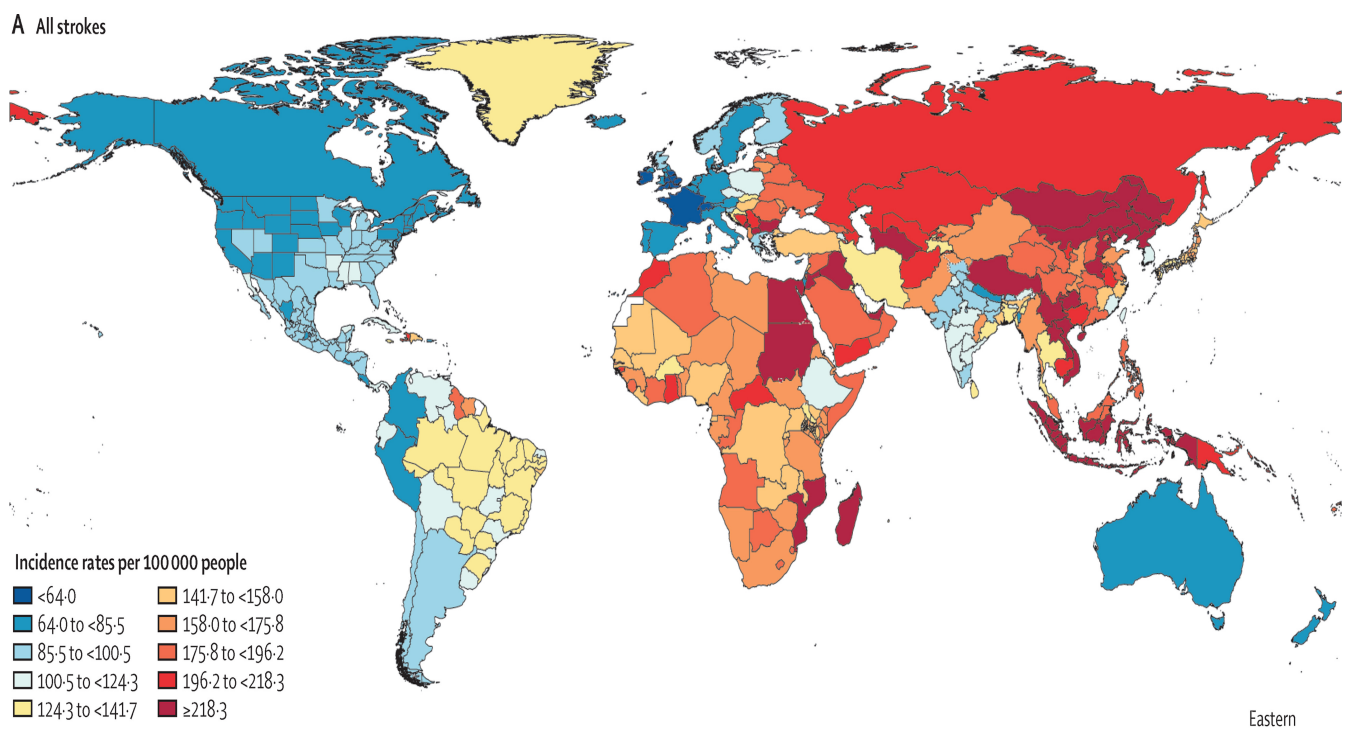 A All strokes
Incidence rates per 100 000 people
<64·0
64·0 to <85·5
85·5 to <100·5
100·5 to <124·3
124·3 to <141·7
141·7 to <158·0
158·0 to <175·8
175·8 to <196·2
196·2 to <218·3
≥218·3
Eastern